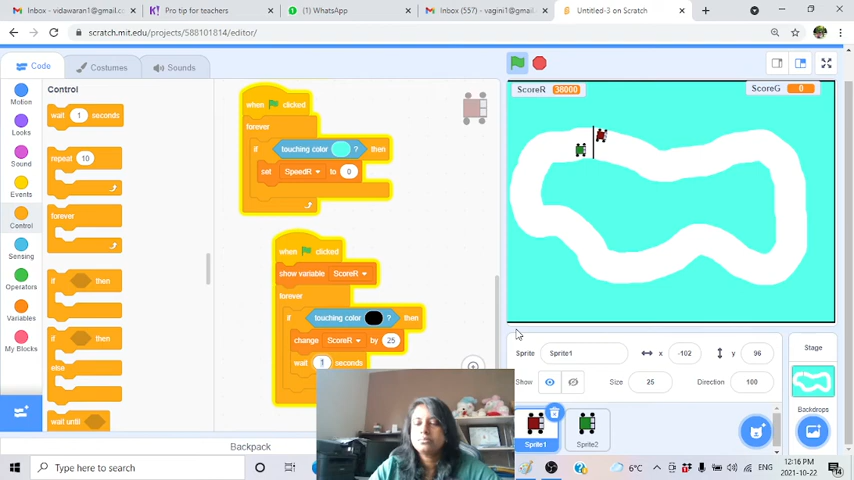 Inbox - vidawaran@gmail.com
Pro tip for teachers
(1) WhatsApp
Inbox (557) - vagini1@gmail.com
Untitled-3 on Scratch
scratch.mit.edu/projects/588101814/editor/
Code
Costumes
Sounds
Motion
Looks
Sound
Events
Control
Sensing
Operators
Variables
My Blocks
Control
wait 1 seconds
repeat 10
forever
if then
if then
else
wait until
when clicked
forever
if touching color ? then
set SpeedR to 0
when clicked
show variable ScoreR
forever
if touching color ? then
change ScoreR by 25
wait 1 seconds
Backpack
ScoreR 38000
ScoreG 0
Sprite Sprite1 x -102 y 96
Show Size 25 Direction 100
Sprite1
Sprite2
Stage
Backdrops
Type here to search
6°C
ENG
12:16 PM
2021-10-22
14